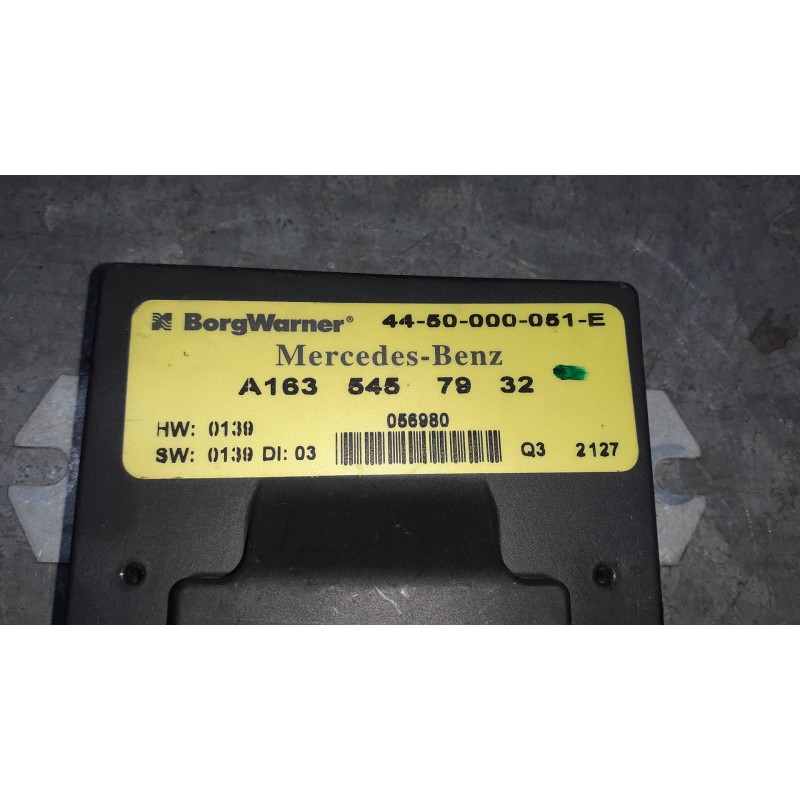 BorgWarner® 44-50-000-051-E
Mercedes-Benz
A163 545 79 32
HW: 0139 056980
SW: 0139 DI: 03 Q3 2127